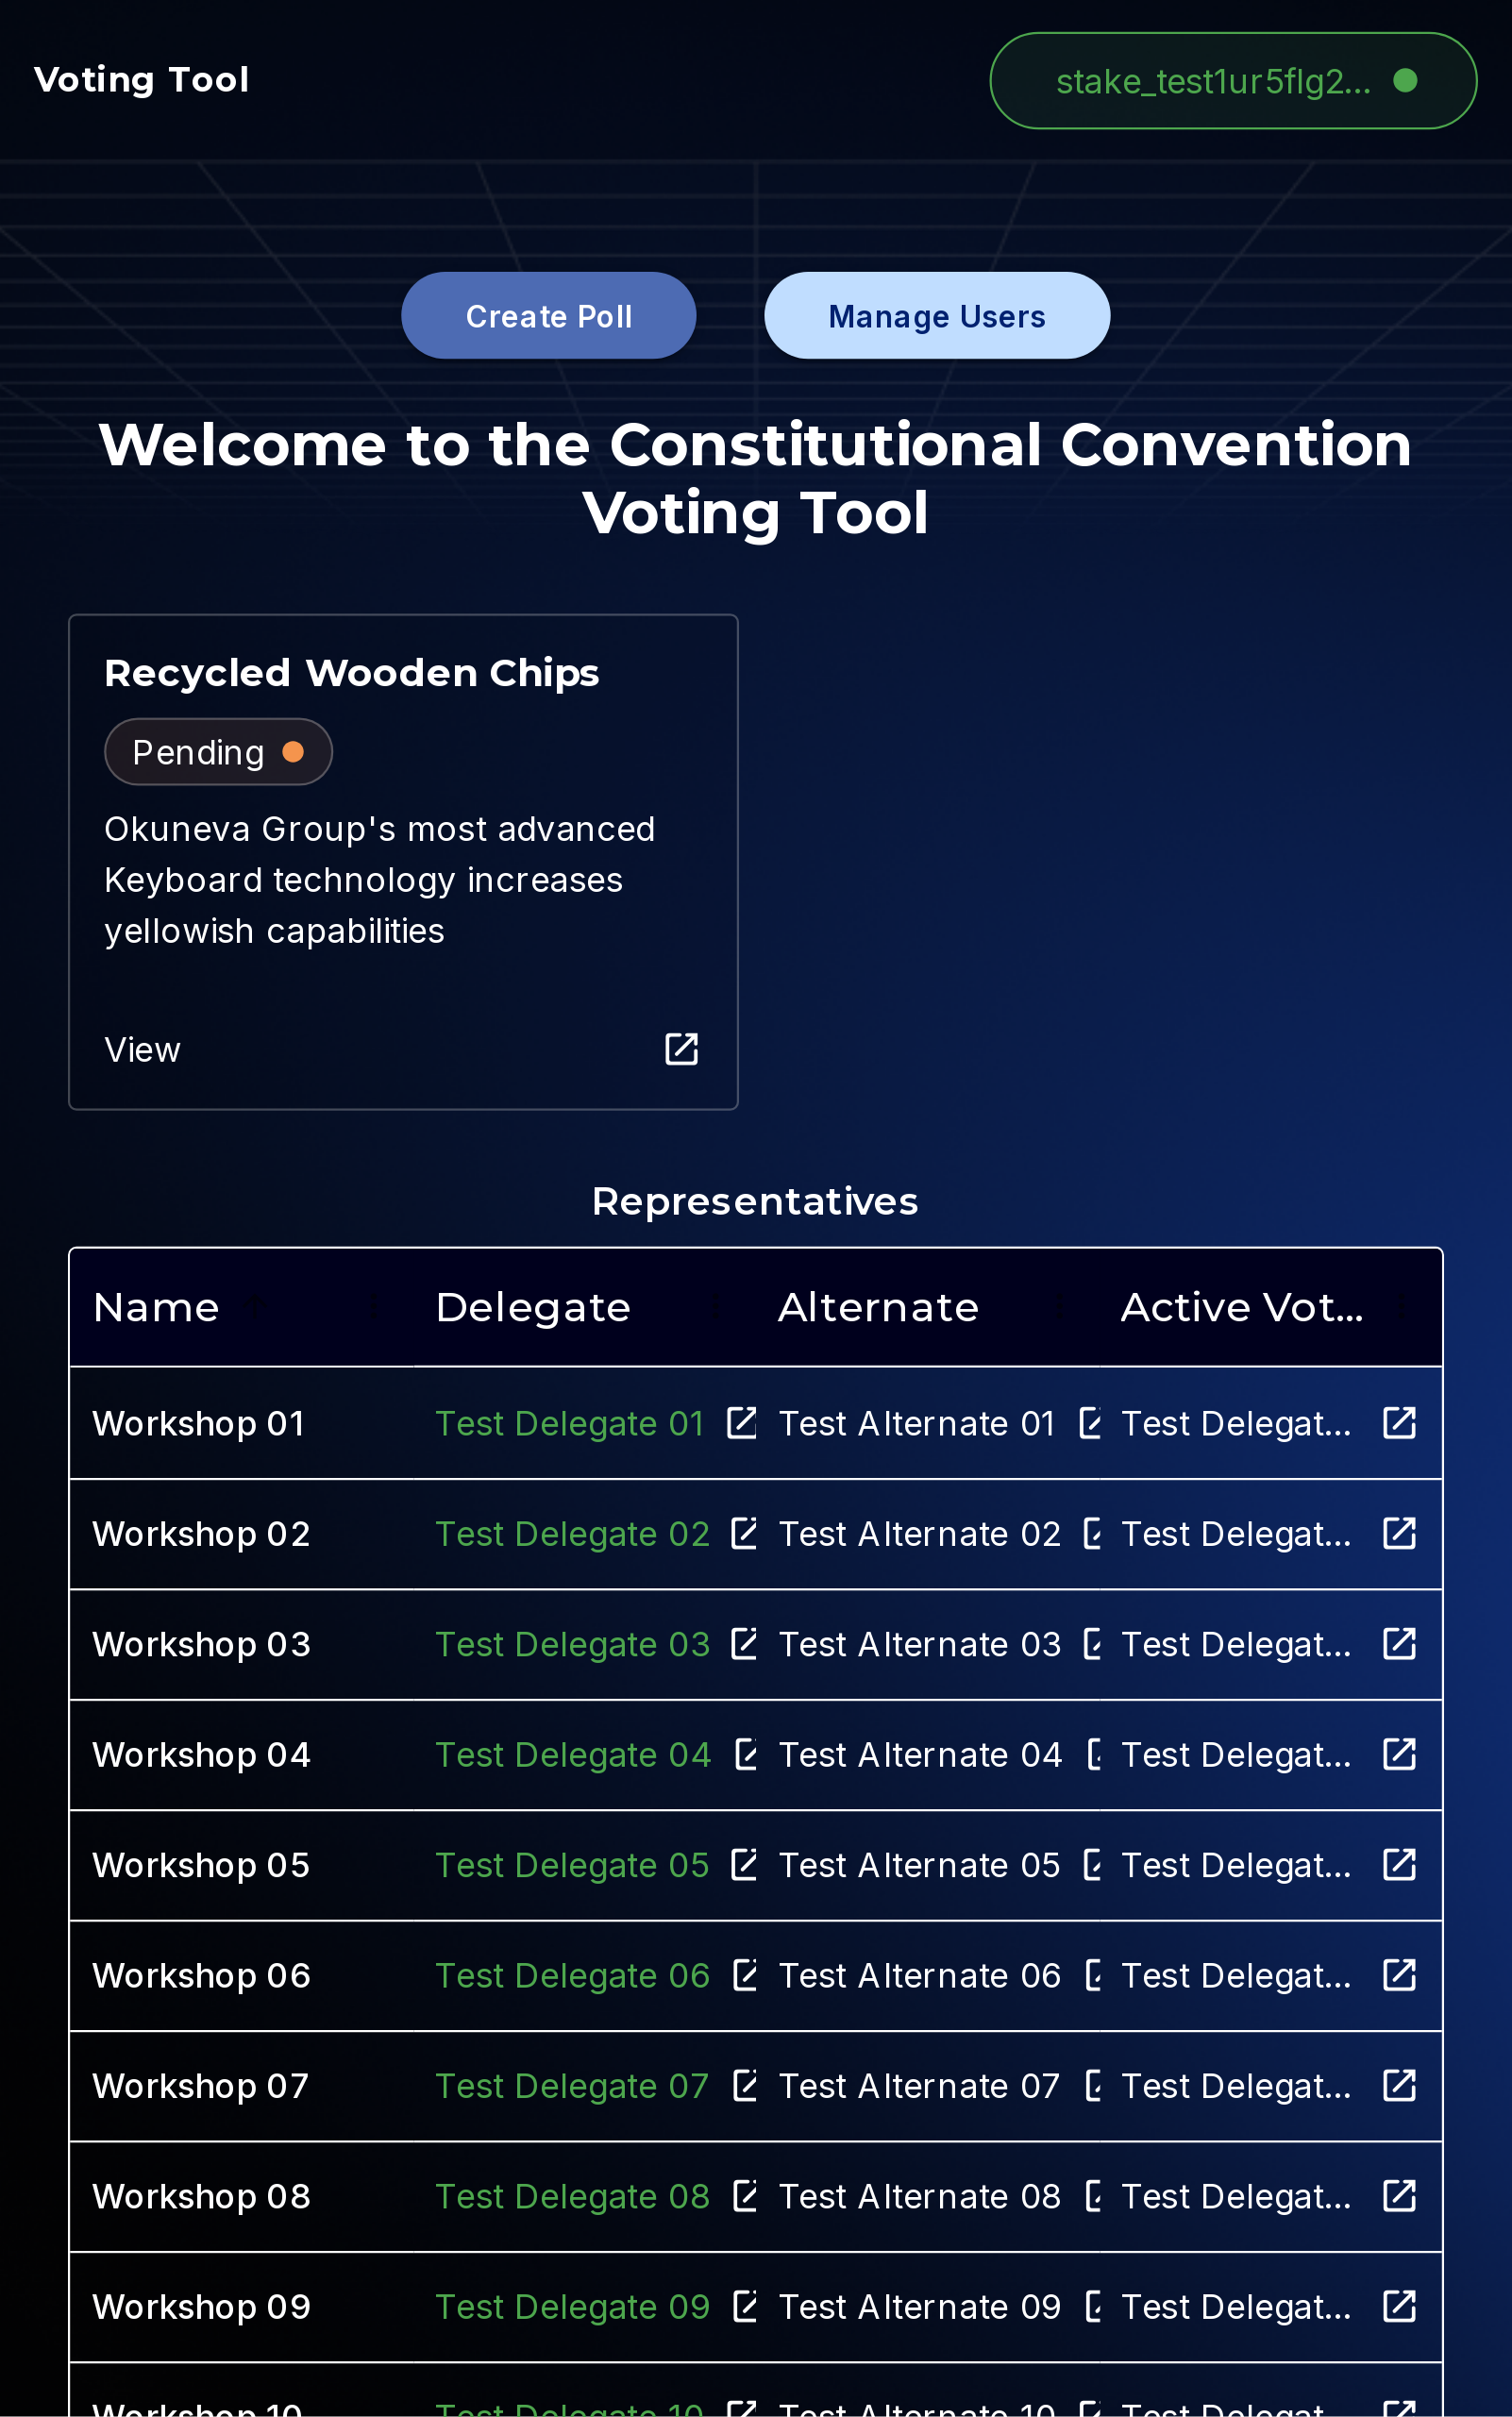 Voting Tool
stake_test1ur5flg2...
Create Poll
Manage Users
Welcome to the Constitutional Convention
Voting Tool
Recycled Wooden Chips
Pending
Okuneva Group's most advanced
Keyboard technology increases
yellowish capabilities
View
Representatives
Name Delegate Alternate Active Vot...
Workshop 01 Test Delegate 01 Test Alternate 01 Test Delegat...
Workshop 02 Test Delegate 02 Test Alternate 02 Test Delegat...
Workshop 03 Test Delegate 03 Test Alternate 03 Test Delegat...
Workshop 04 Test Delegate 04 Test Alternate 04 Test Delegat...
Workshop 05 Test Delegate 05 Test Alternate 05 Test Delegat...
Workshop 06 Test Delegate 06 Test Alternate 06 Test Delegat...
Workshop 07 Test Delegate 07 Test Alternate 07 Test Delegat...
Workshop 08 Test Delegate 08 Test Alternate 08 Test Delegat...
Workshop 09 Test Delegate 09 Test Alternate 09 Test Delegat...
Workshop 10 Test Delegate 10 Test Alternate 10 Test Delegat...